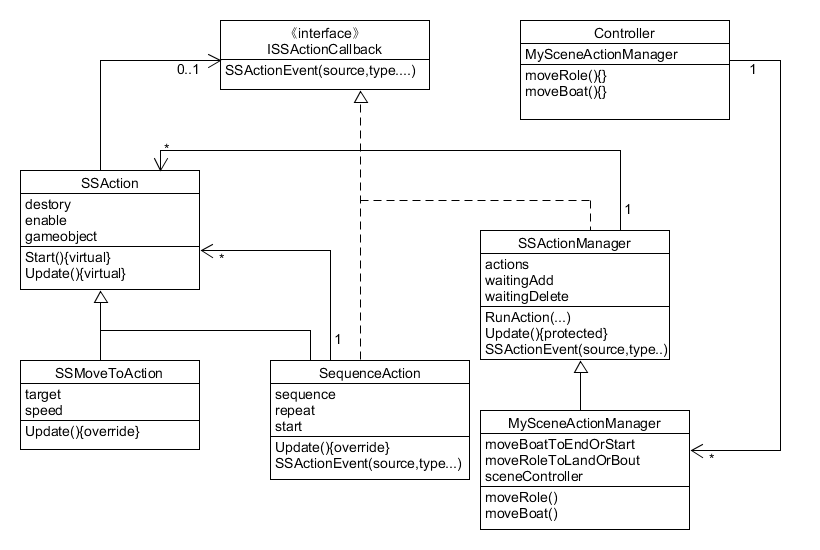 《interface》
ISSActionCallback
SSActionEvent(source,type....)
Controller
MySceneActionManager
moveRole(){}
moveBoat(){}
0..1
1
*
SSAction
destory
enable
gameobject
Start(){virtual}
Update(){virtual}
*
1
SSActionManager
actions
waitingAdd
waitingDelete
RunAction(...)
Update(){protected}
SSActionEvent(source,type..)
1
SSMoveToAction
target
speed
Update(){override}
SequenceAction
sequence
repeat
start
Update(){override}
SSActionEvent(source,type...)
MySceneActionManager
moveBoatToEndOrStart
moveRoleToLandOrBout
sceneController
moveRole()
moveBoat()
*